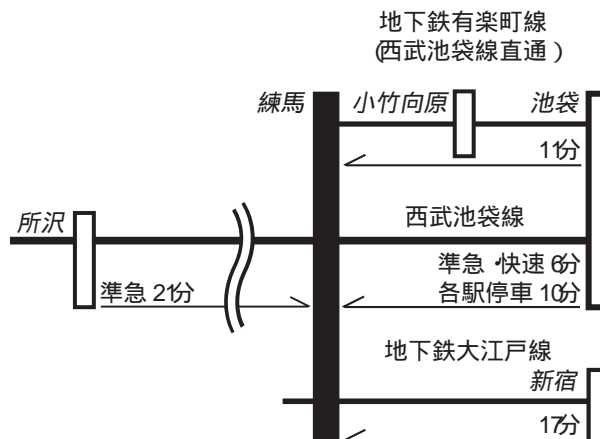 地下鉄有楽町線
(西武池袋線直通)
練馬
小竹向原
池袋
11分
所沢
西武池袋線
準急・快速 6分
準急 21分
各駅停車 10分
地下鉄大江戸線
新宿
17分